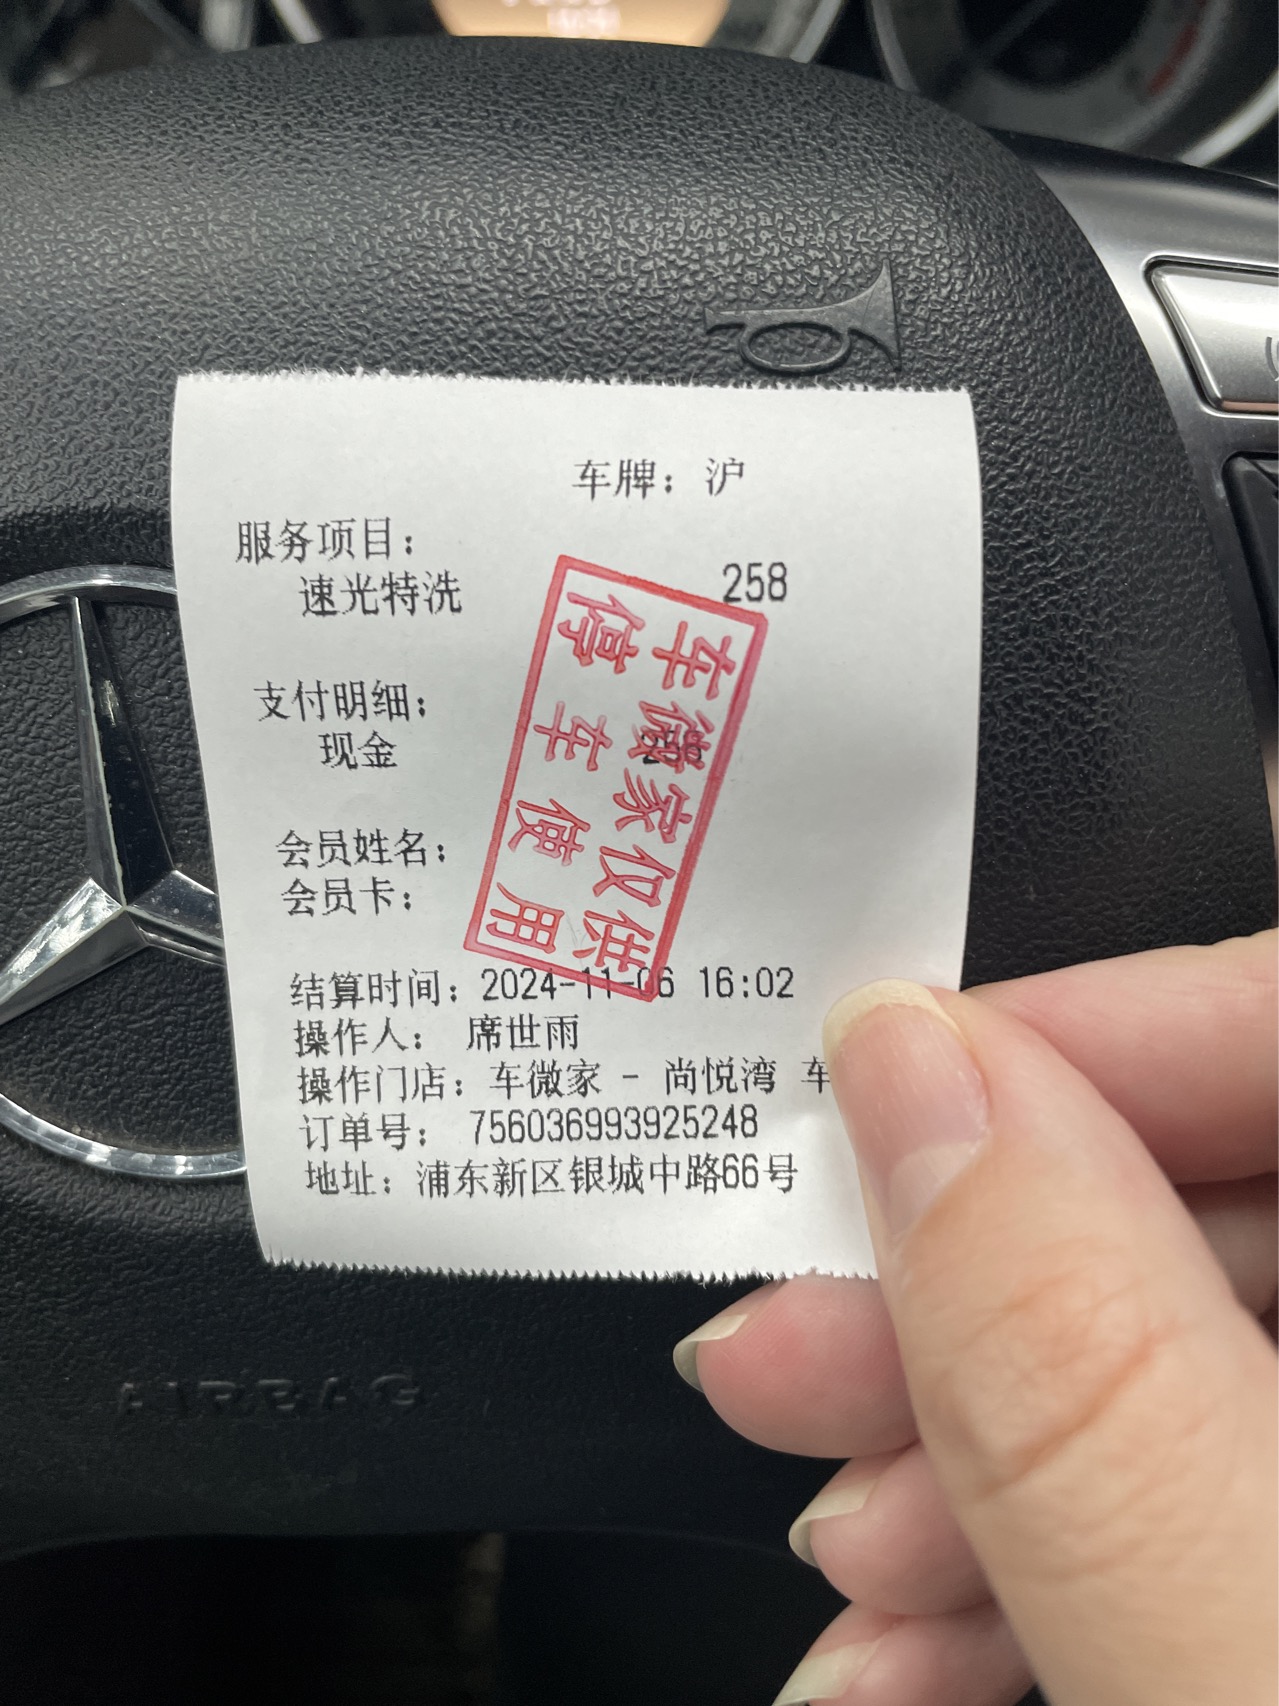 车牌：沪
服务项目：
速光特洗 258
支付明细：
现金
会员姓名：
会员卡：
结算时间：2024-11-06 16:02
操作人： 席世雨
操作门店：车微家 - 尚悦湾 车
订单号： 756036993925248
地址：浦东新区银城中路66号
车微家仅供
停车使用
AIRBAG